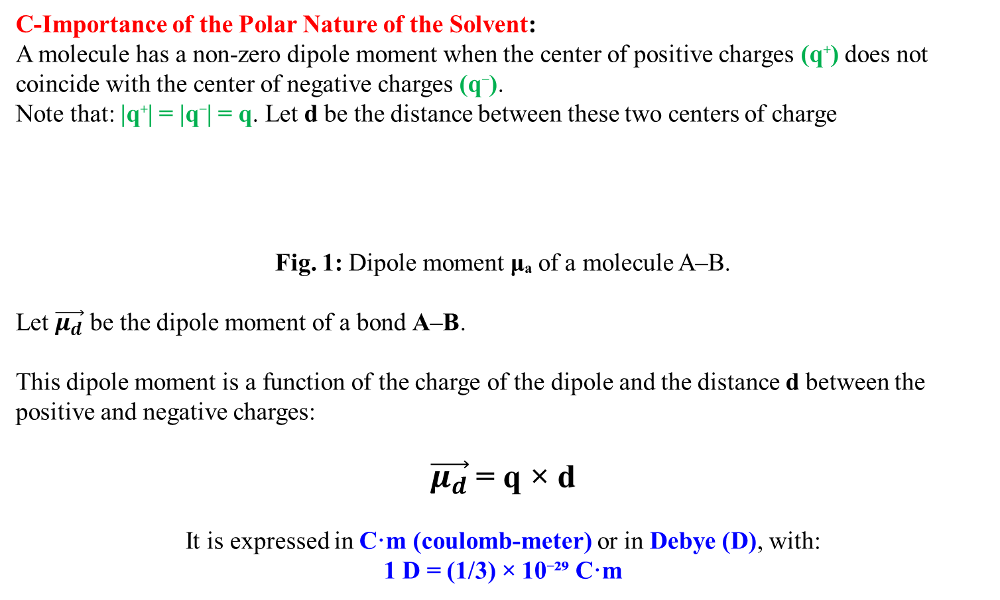 C-Importance of the Polar Nature of the Solvent:
A molecule has a non-zero dipole moment when the center of positive charges (q⁺) does not
coincide with the center of negative charges (q⁻).
Note that: |q⁺| = |q⁻| = q. Let d be the distance between these two centers of charge
Fig. 1: Dipole moment μₐ of a molecule A–B.
Let $\overrightarrow{\mu_d}$ be the dipole moment of a bond A–B.
This dipole moment is a function of the charge of the dipole and the distance d between the
positive and negative charges:
$\overrightarrow{\mu_d}$ = q × d
It is expressed in C·m (coulomb-meter) or in Debye (D), with:
1 D = (1/3) × 10⁻²⁹ C·m